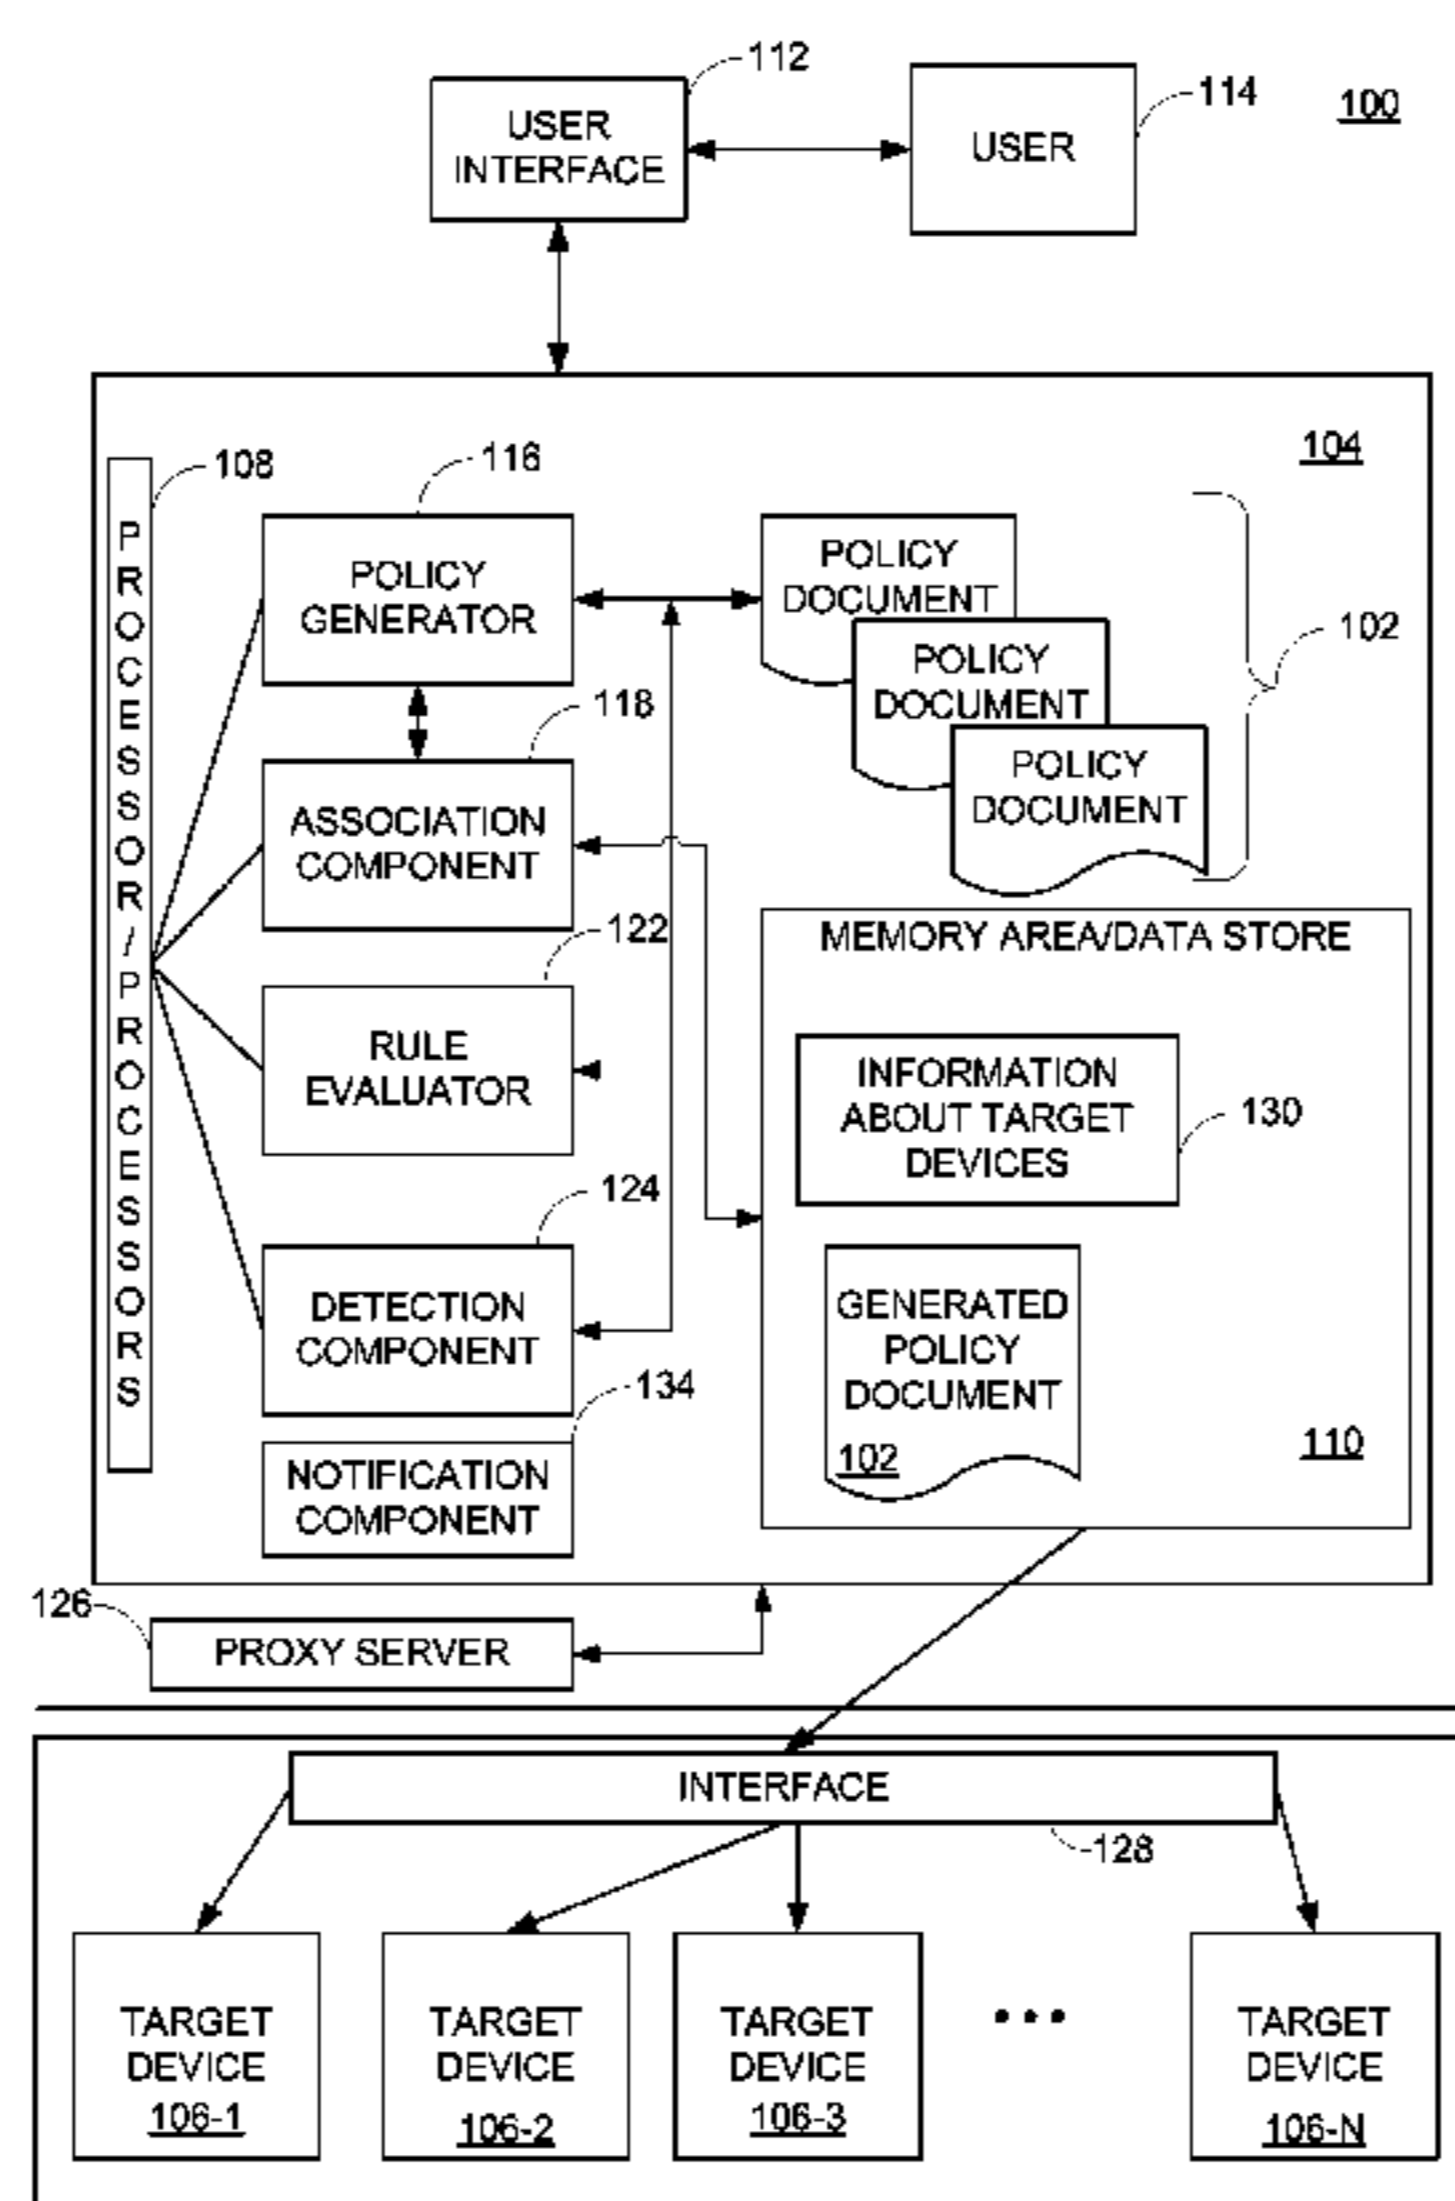 112
USER
INTERFACE
USER
114
100
104
108
PROCESSOR/PROCESSORS
116
POLICY
GENERATOR
POLICY
DOCUMENT
POLICY
DOCUMENT
POLICY
DOCUMENT
102
118
ASSOCIATION
COMPONENT
122
RULE
EVALUATOR
124
DETECTION
COMPONENT
134
NOTIFICATION
COMPONENT
MEMORY AREA/DATA STORE
INFORMATION
ABOUT TARGET
DEVICES
130
GENERATED
POLICY
DOCUMENT
102
110
126
PROXY SERVER
INTERFACE
128
TARGET
DEVICE
106-1
TARGET
DEVICE
106-2
TARGET
DEVICE
106-3
•••
TARGET
DEVICE
106-N